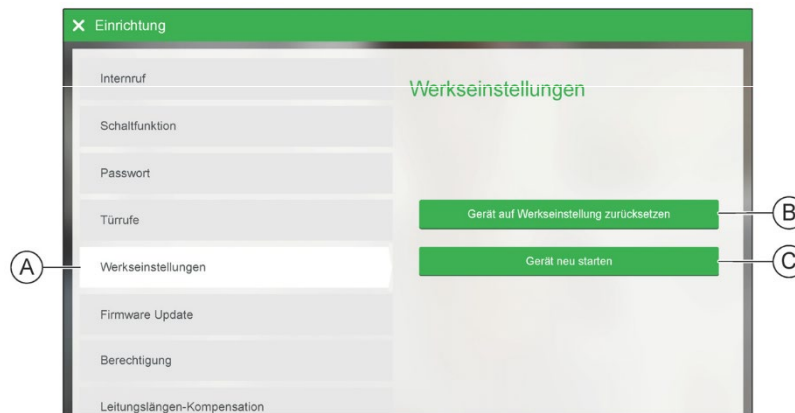 Einrichtung
Internruf
Werkseinstellungen
Schaltfunktion
Passwort
Türrufe
Gerät auf Werkseinstellung zurücksetzen
B
A
Werkseinstellungen
Gerät neu starten
C
Firmware Update
Berechtigung
Leitungslängen-Kompensation